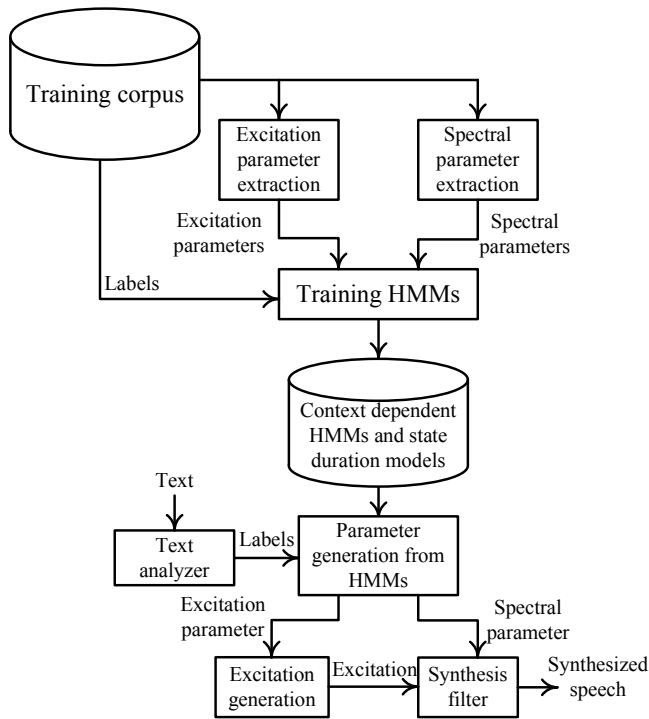 Training corpus
Excitation
parameter
extraction
Spectral
parameter
extraction
Excitation
parameters
Spectral
parameters
Labels
Training HMMs
Context dependent
HMMs and state
duration models
Text
Text
analyzer
Labels
Parameter
generation from
HMMs
Excitation
parameter
Spectral
parameter
Excitation
generation
Excitation
Synthesis
filter
Synthesized
speech